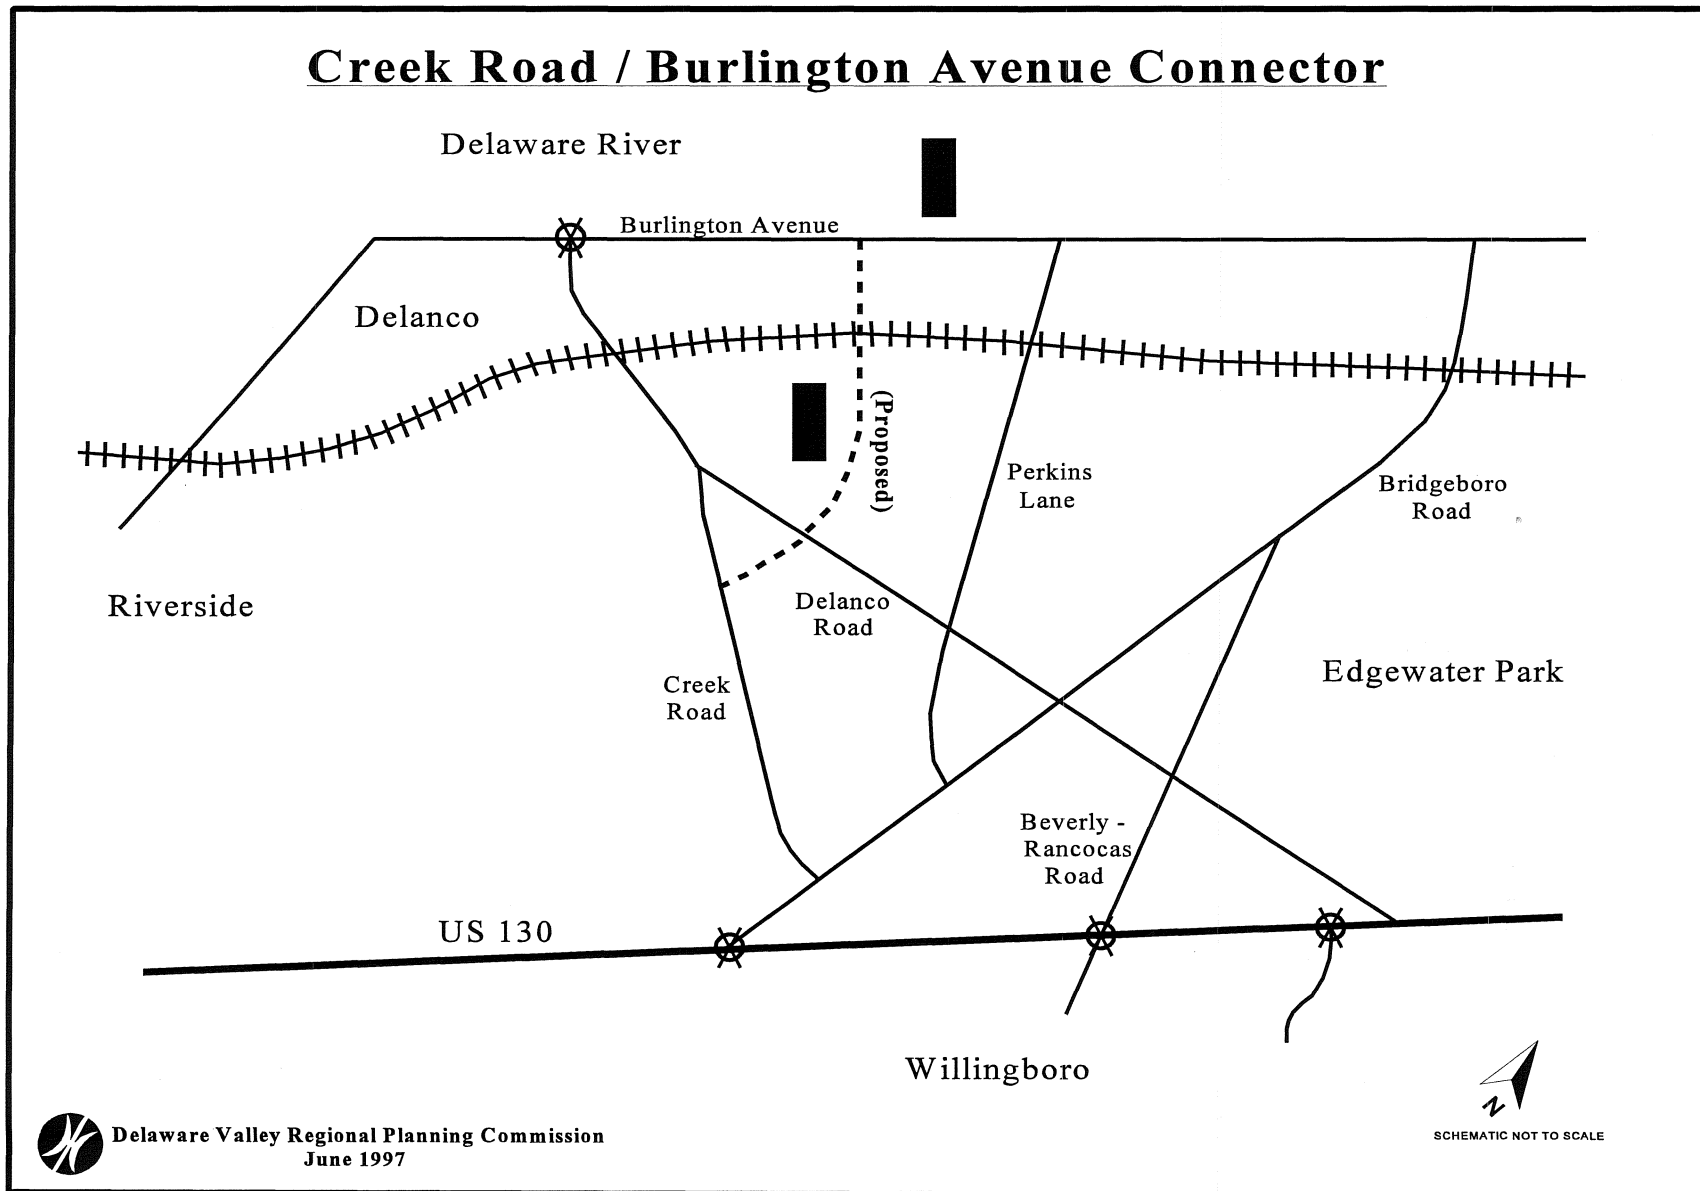 Creek Road / Burlington Avenue Connector
Delaware River
Burlington Avenue
Delanco
(Proposed)
Perkins
Lane
Bridgeboro
Road
Riverside
Delanco
Road
Creek
Road
Edgewater Park
Beverly -
Rancocas
Road
US 130
Willingboro
N
SCHEMATIC NOT TO SCALE
Delaware Valley Regional Planning Commission
June 1997